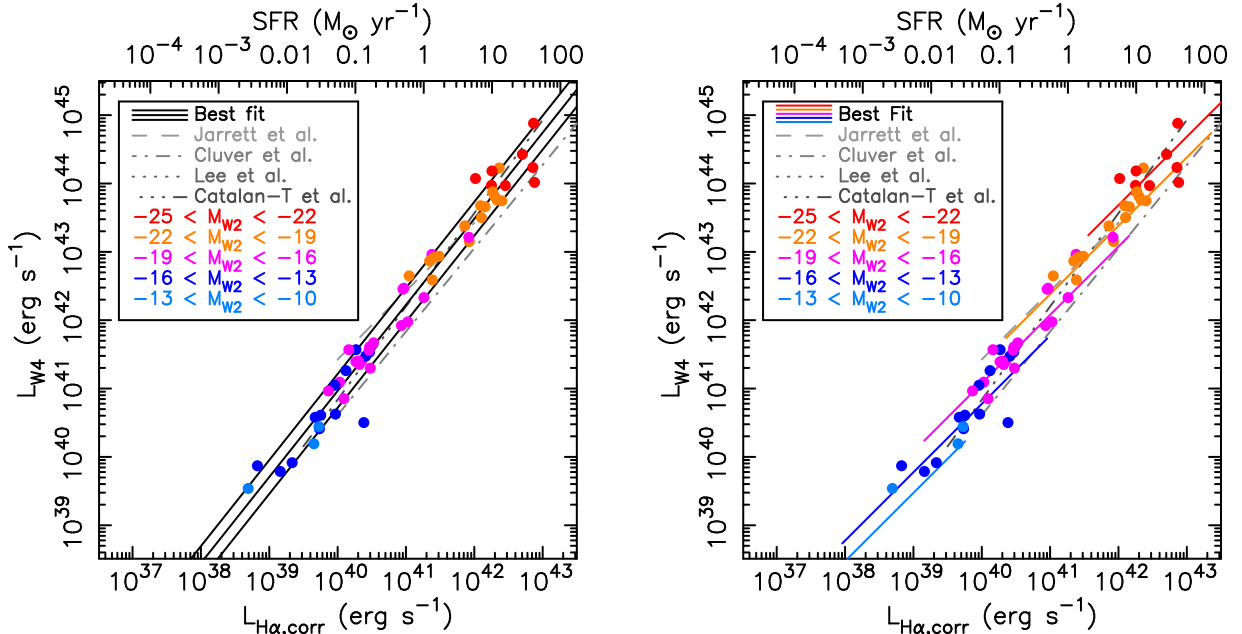 SFR (M⊙ yr⁻¹)
10⁻⁴ 10⁻³ 0.01 0.1 1 10 100
10⁴⁵
10⁴⁴
10⁴³
10⁴²
10⁴¹
10⁴⁰
10³⁹
L_W4 (erg s⁻¹)
Best fit
Jarrett et al.
Cluver et al.
Lee et al.
Catalan-T et al.
−25 < M_W2 < −22
−22 < M_W2 < −19
−19 < M_W2 < −16
−16 < M_W2 < −13
−13 < M_W2 < −10
10³⁷ 10³⁸ 10³⁹ 10⁴⁰ 10⁴¹ 10⁴² 10⁴³
L_Hα,corr (erg s⁻¹)
SFR (M⊙ yr⁻¹)
10⁻⁴ 10⁻³ 0.01 0.1 1 10 100
10⁴⁵
10⁴⁴
10⁴³
10⁴²
10⁴¹
10⁴⁰
10³⁹
L_W4 (erg s⁻¹)
Best Fit
Jarrett et al.
Cluver et al.
Lee et al.
Catalan-T et al.
−25 < M_W2 < −22
−22 < M_W2 < −19
−19 < M_W2 < −16
−16 < M_W2 < −13
−13 < M_W2 < −10
10³⁷ 10³⁸ 10³⁹ 10⁴⁰ 10⁴¹ 10⁴² 10⁴³
L_Hα,corr (erg s⁻¹)